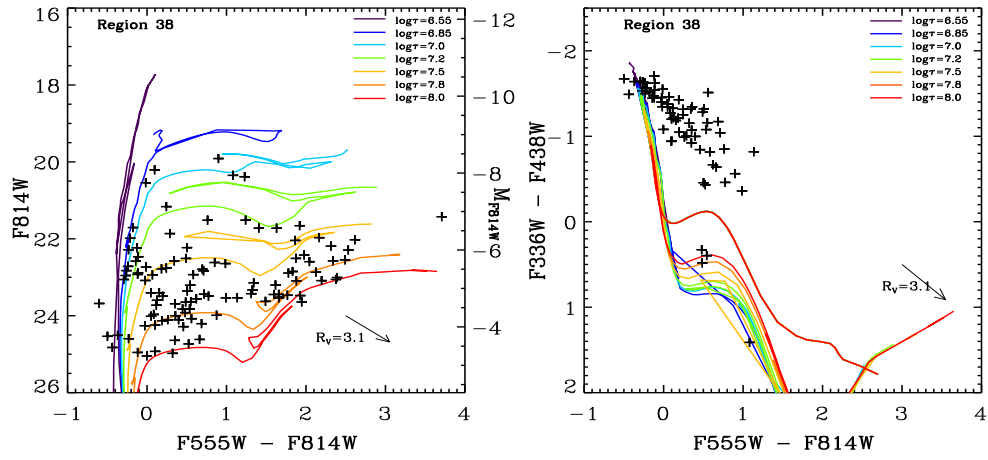 Region 38
logτ=6.55
logτ=6.85
logτ=7.0
logτ=7.2
logτ=7.5
logτ=7.8
logτ=8.0
16
18
20
22
24
26
F814W
−12
−10
−8
−6
−4
M_F814W
R_V=3.1
−1 0 1 2 3 4
F555W − F814W
Region 38
logτ=6.55
logτ=6.85
logτ=7.0
logτ=7.2
logτ=7.5
logτ=7.8
logτ=8.0
−2
−1
0
1
2
F336W − F438W
R_V=3.1
−1 0 1 2 3 4
F555W − F814W